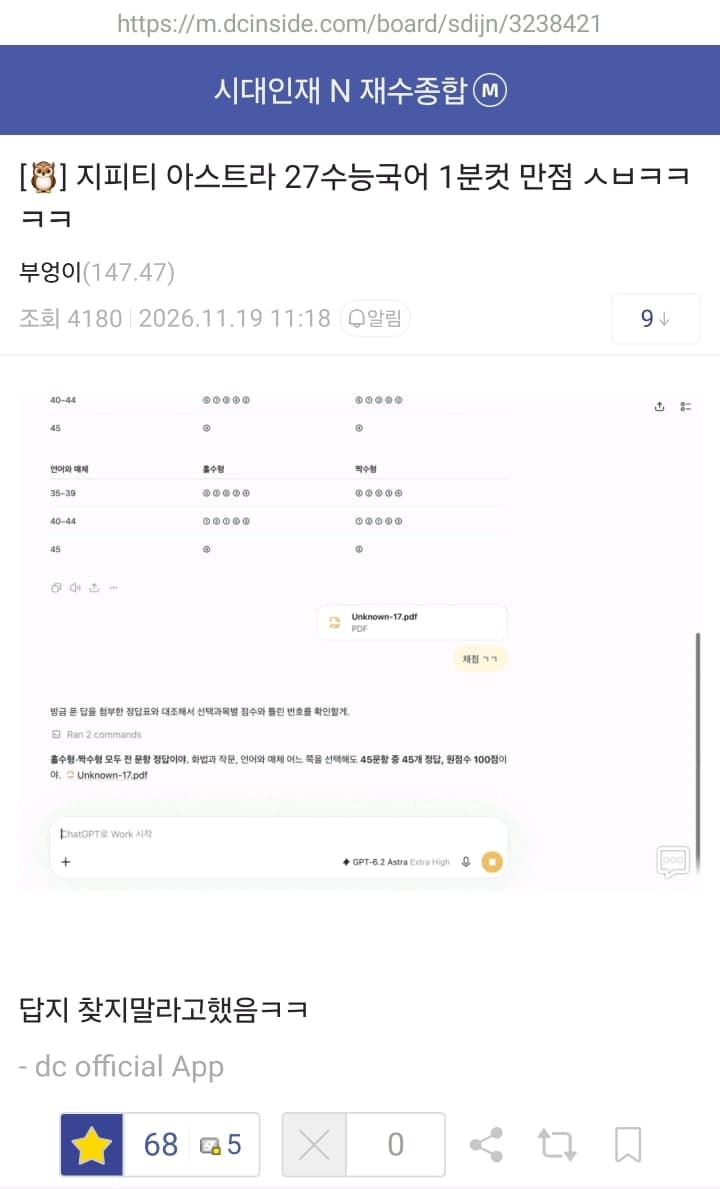 https://m.dcinside.com/board/sdijn/3238421
시대인재 N 재수종합 M
[🦉] 지피티 아스트라 27수능국어 1분컷 만점 ㅅㅂㅋㅋ
ㅋㅋ
부엉이(147.47)
조회 4180 2026.11.19 11:18 알림 9↓
40–44
45
언어와 매체 홀수형 짝수형
35–39
40–44
45
Unknown-17.pdf
PDF
채점 ㄱㄱ
방금 푼 답을 첨부한 정답표와 대조해서 선택과목별 점수와 틀린 번호를 확인할게.
Ran 2 commands
홀수형·짝수형 모두 전 문항 정답이야. 화법과 작문, 언어와 매체 어느 쪽을 선택해도 45문항 중 45개 정답, 원점수 100점이
야. Unknown-17.pdf
ChatGPT로 Work 시작
+ GPT-6.2 Astra Extra High
답지 찾지말라고했음ㅋㅋ
- dc official App
68 5 0